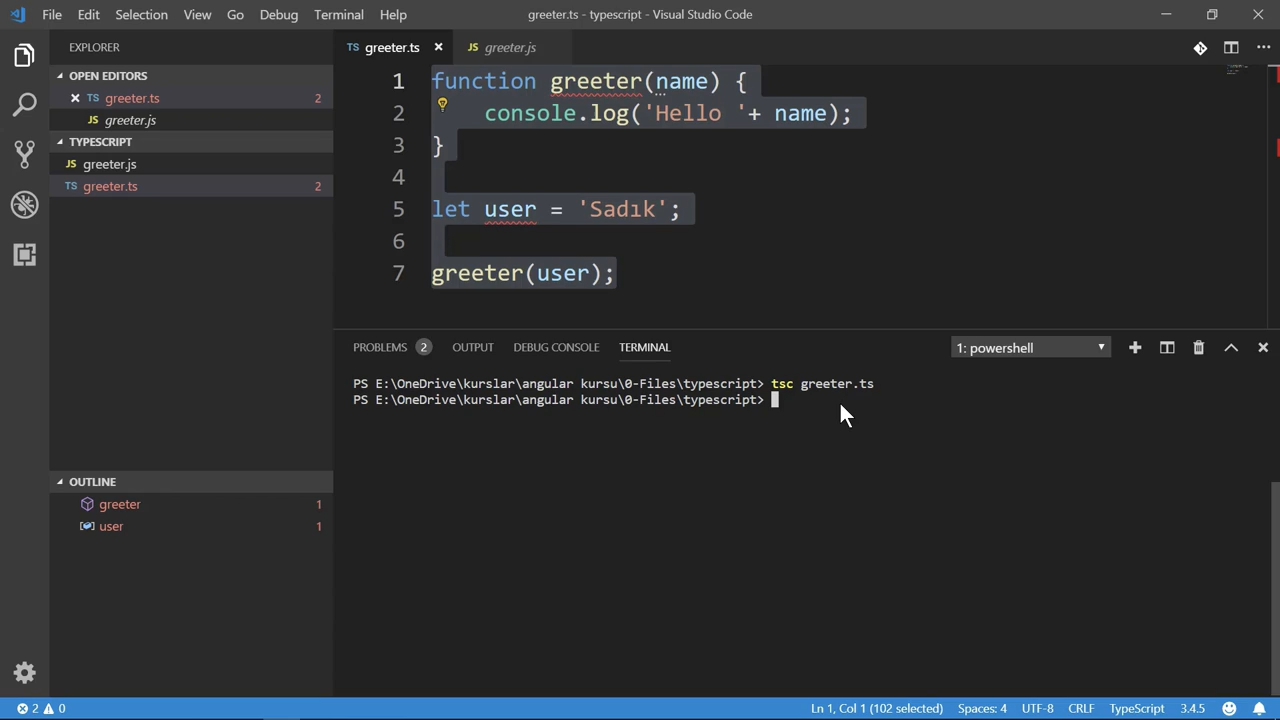 File Edit Selection View Go Debug Terminal Help
greeter.ts - typescript - Visual Studio Code
EXPLORER
OPEN EDITORS
TS greeter.ts 2
JS greeter.js
TYPESCRIPT
JS greeter.js
TS greeter.ts 2
OUTLINE
greeter 1
user 1
TS greeter.ts
JS greeter.js
1 function greeter(name) {
2 console.log('Hello '+ name);
3 }
4
5 let user = 'Sadık';
6
7 greeter(user);
PROBLEMS 2 OUTPUT DEBUG CONSOLE TERMINAL
1: powershell
PS E:\OneDrive\kurslar\angular kursu\0-Files\typescript> tsc greeter.ts
PS E:\OneDrive\kurslar\angular kursu\0-Files\typescript>
2 0
Ln 1, Col 1 (102 selected) Spaces: 4 UTF-8 CRLF TypeScript 3.4.5